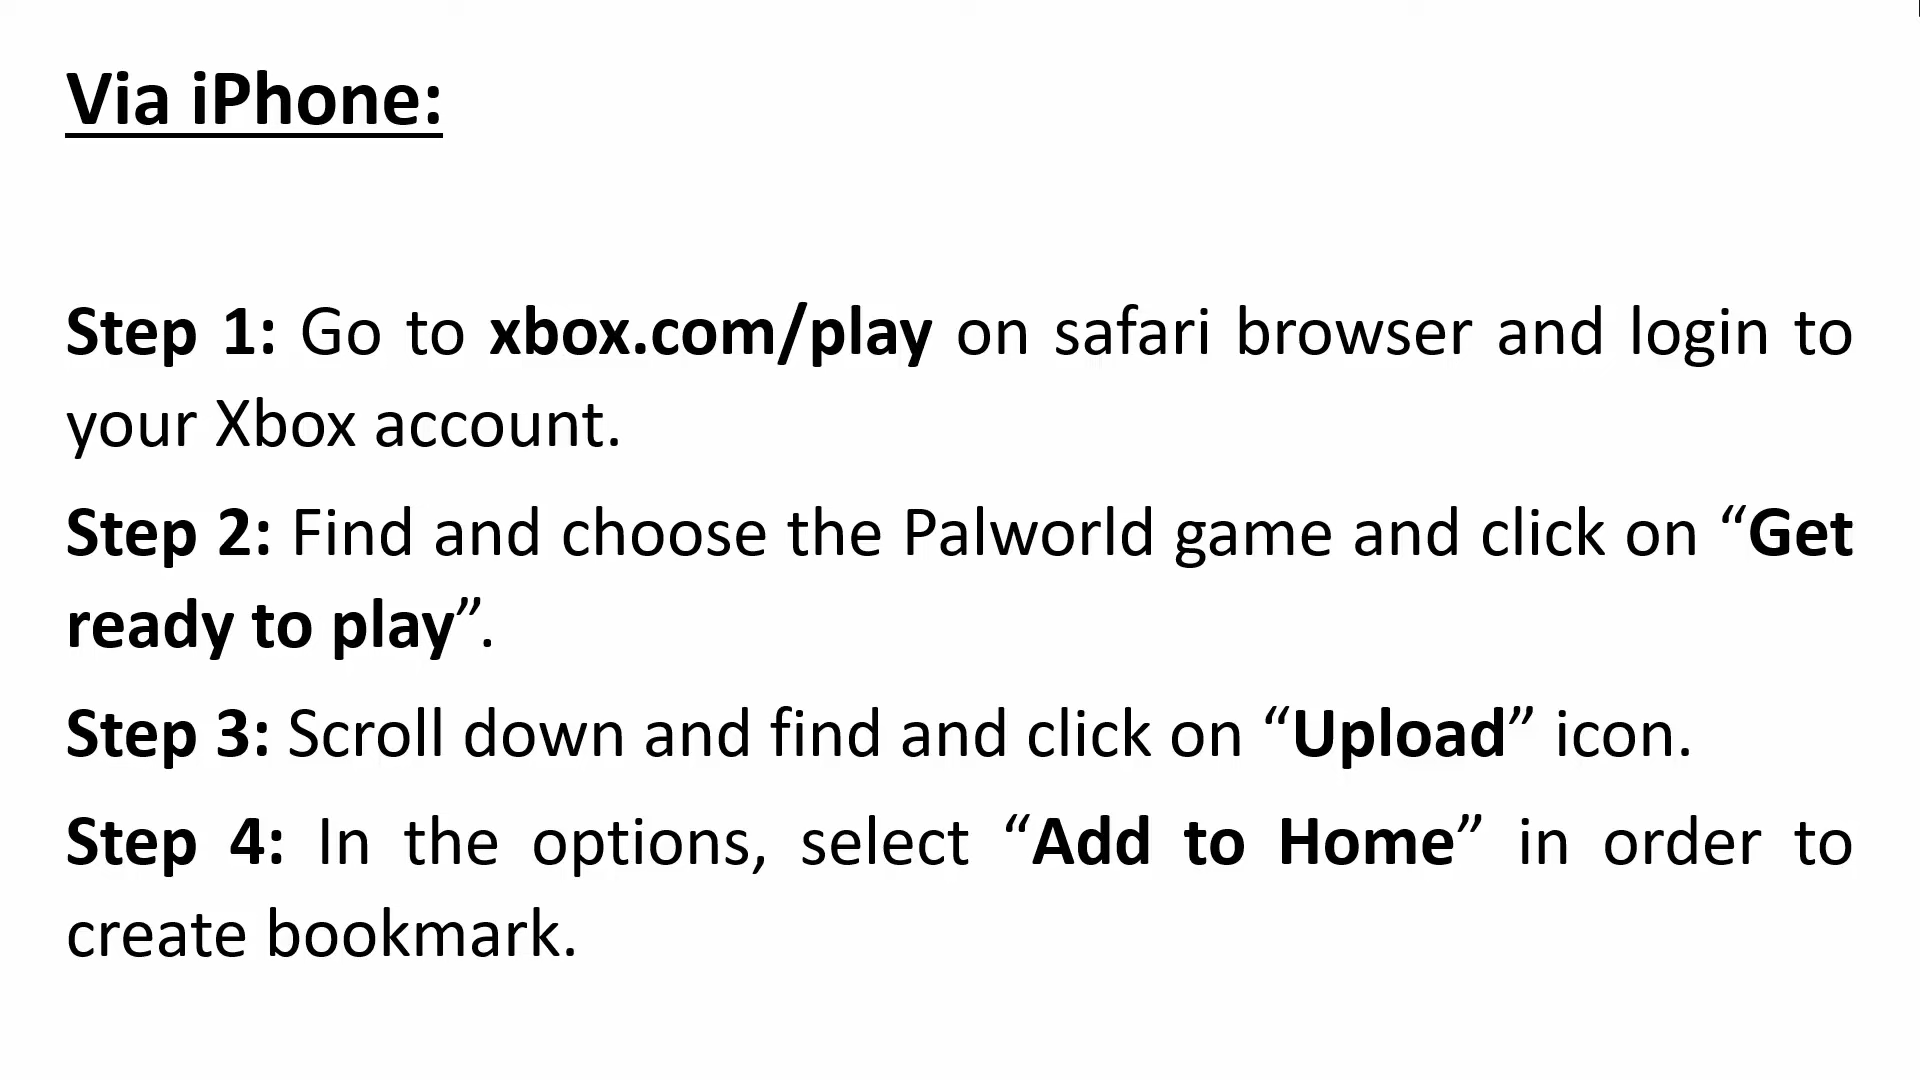 Via iPhone:
Step 1: Go to xbox.com/play on safari browser and login to
your Xbox account.
Step 2: Find and choose the Palworld game and click on “Get
ready to play”.
Step 3: Scroll down and find and click on “Upload” icon.
Step 4: In the options, select “Add to Home” in order to
create bookmark.